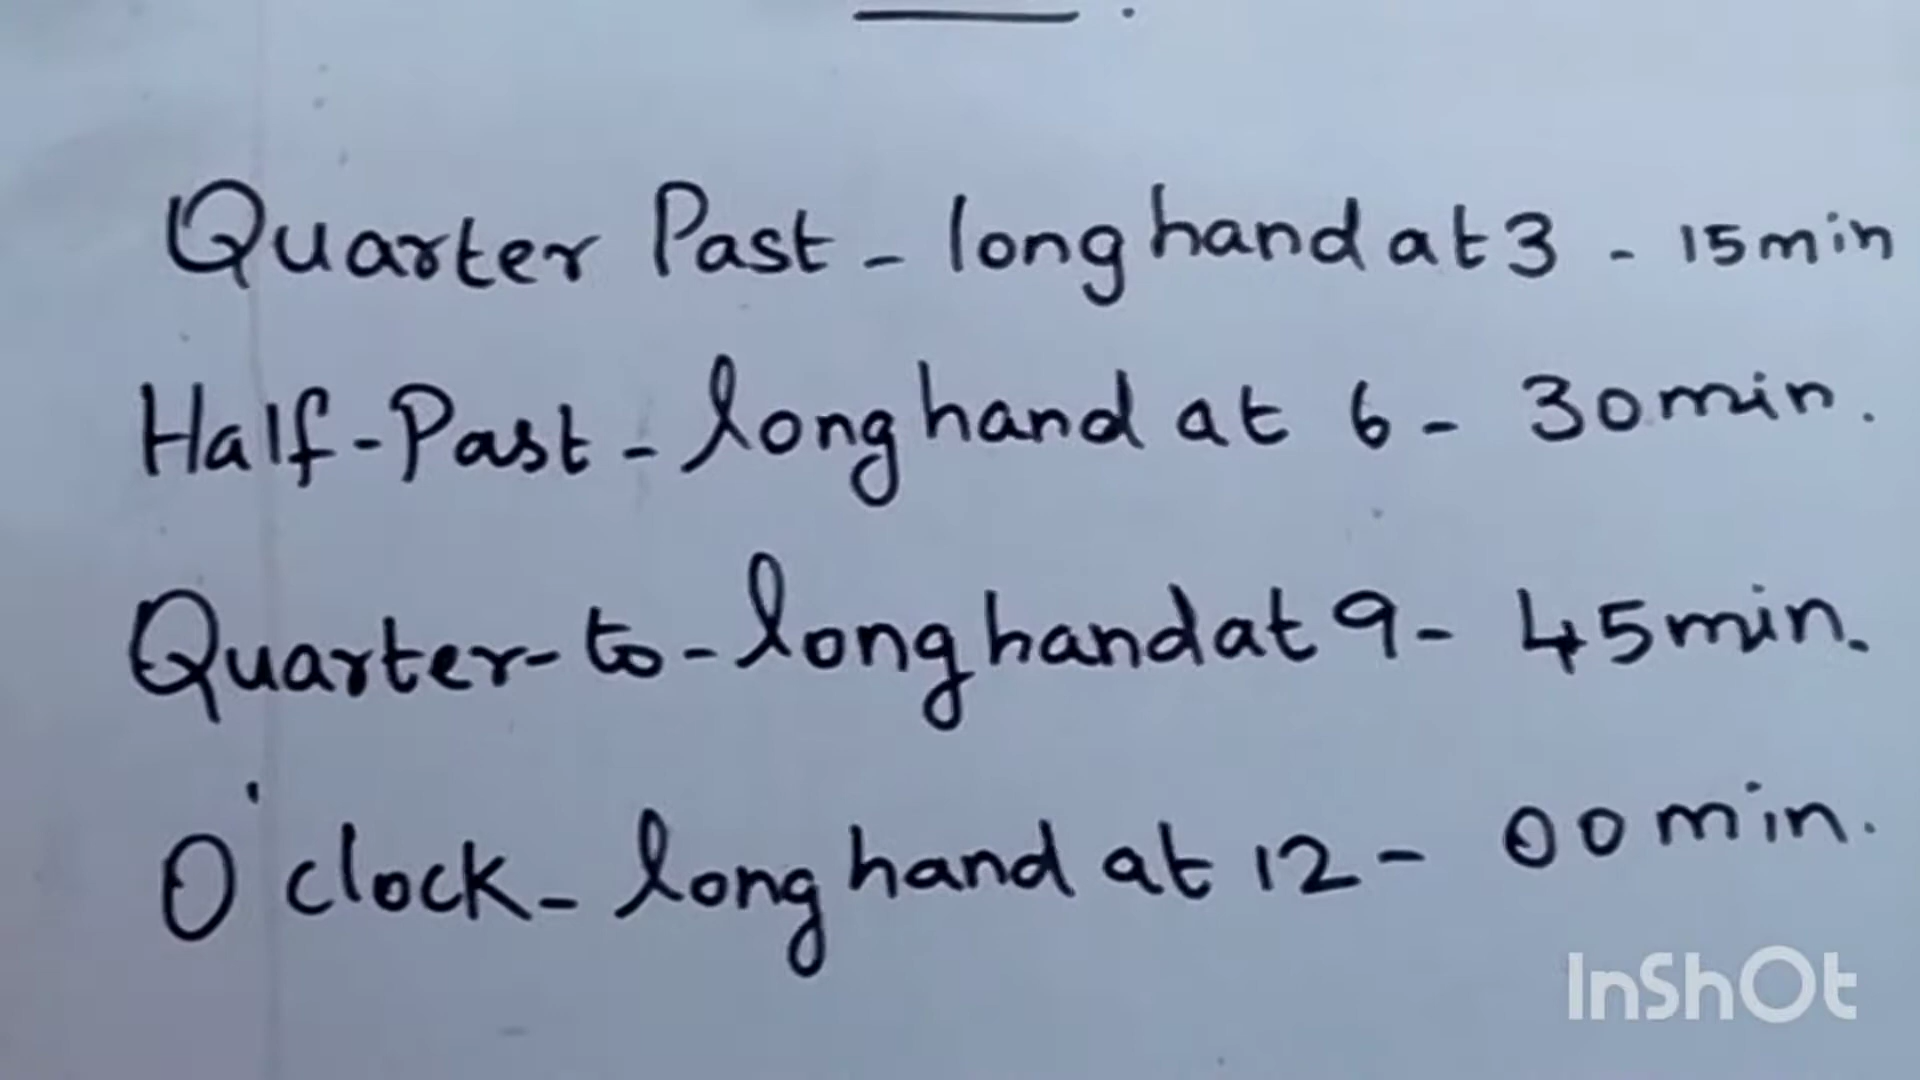 Quarter Past - long hand at 3 - 15 min
Half-Past - long hand at 6 - 30 min.
Quarter-to - long hand at 9 - 45 min.
O'clock - long hand at 12 - 00 min.
InShOt